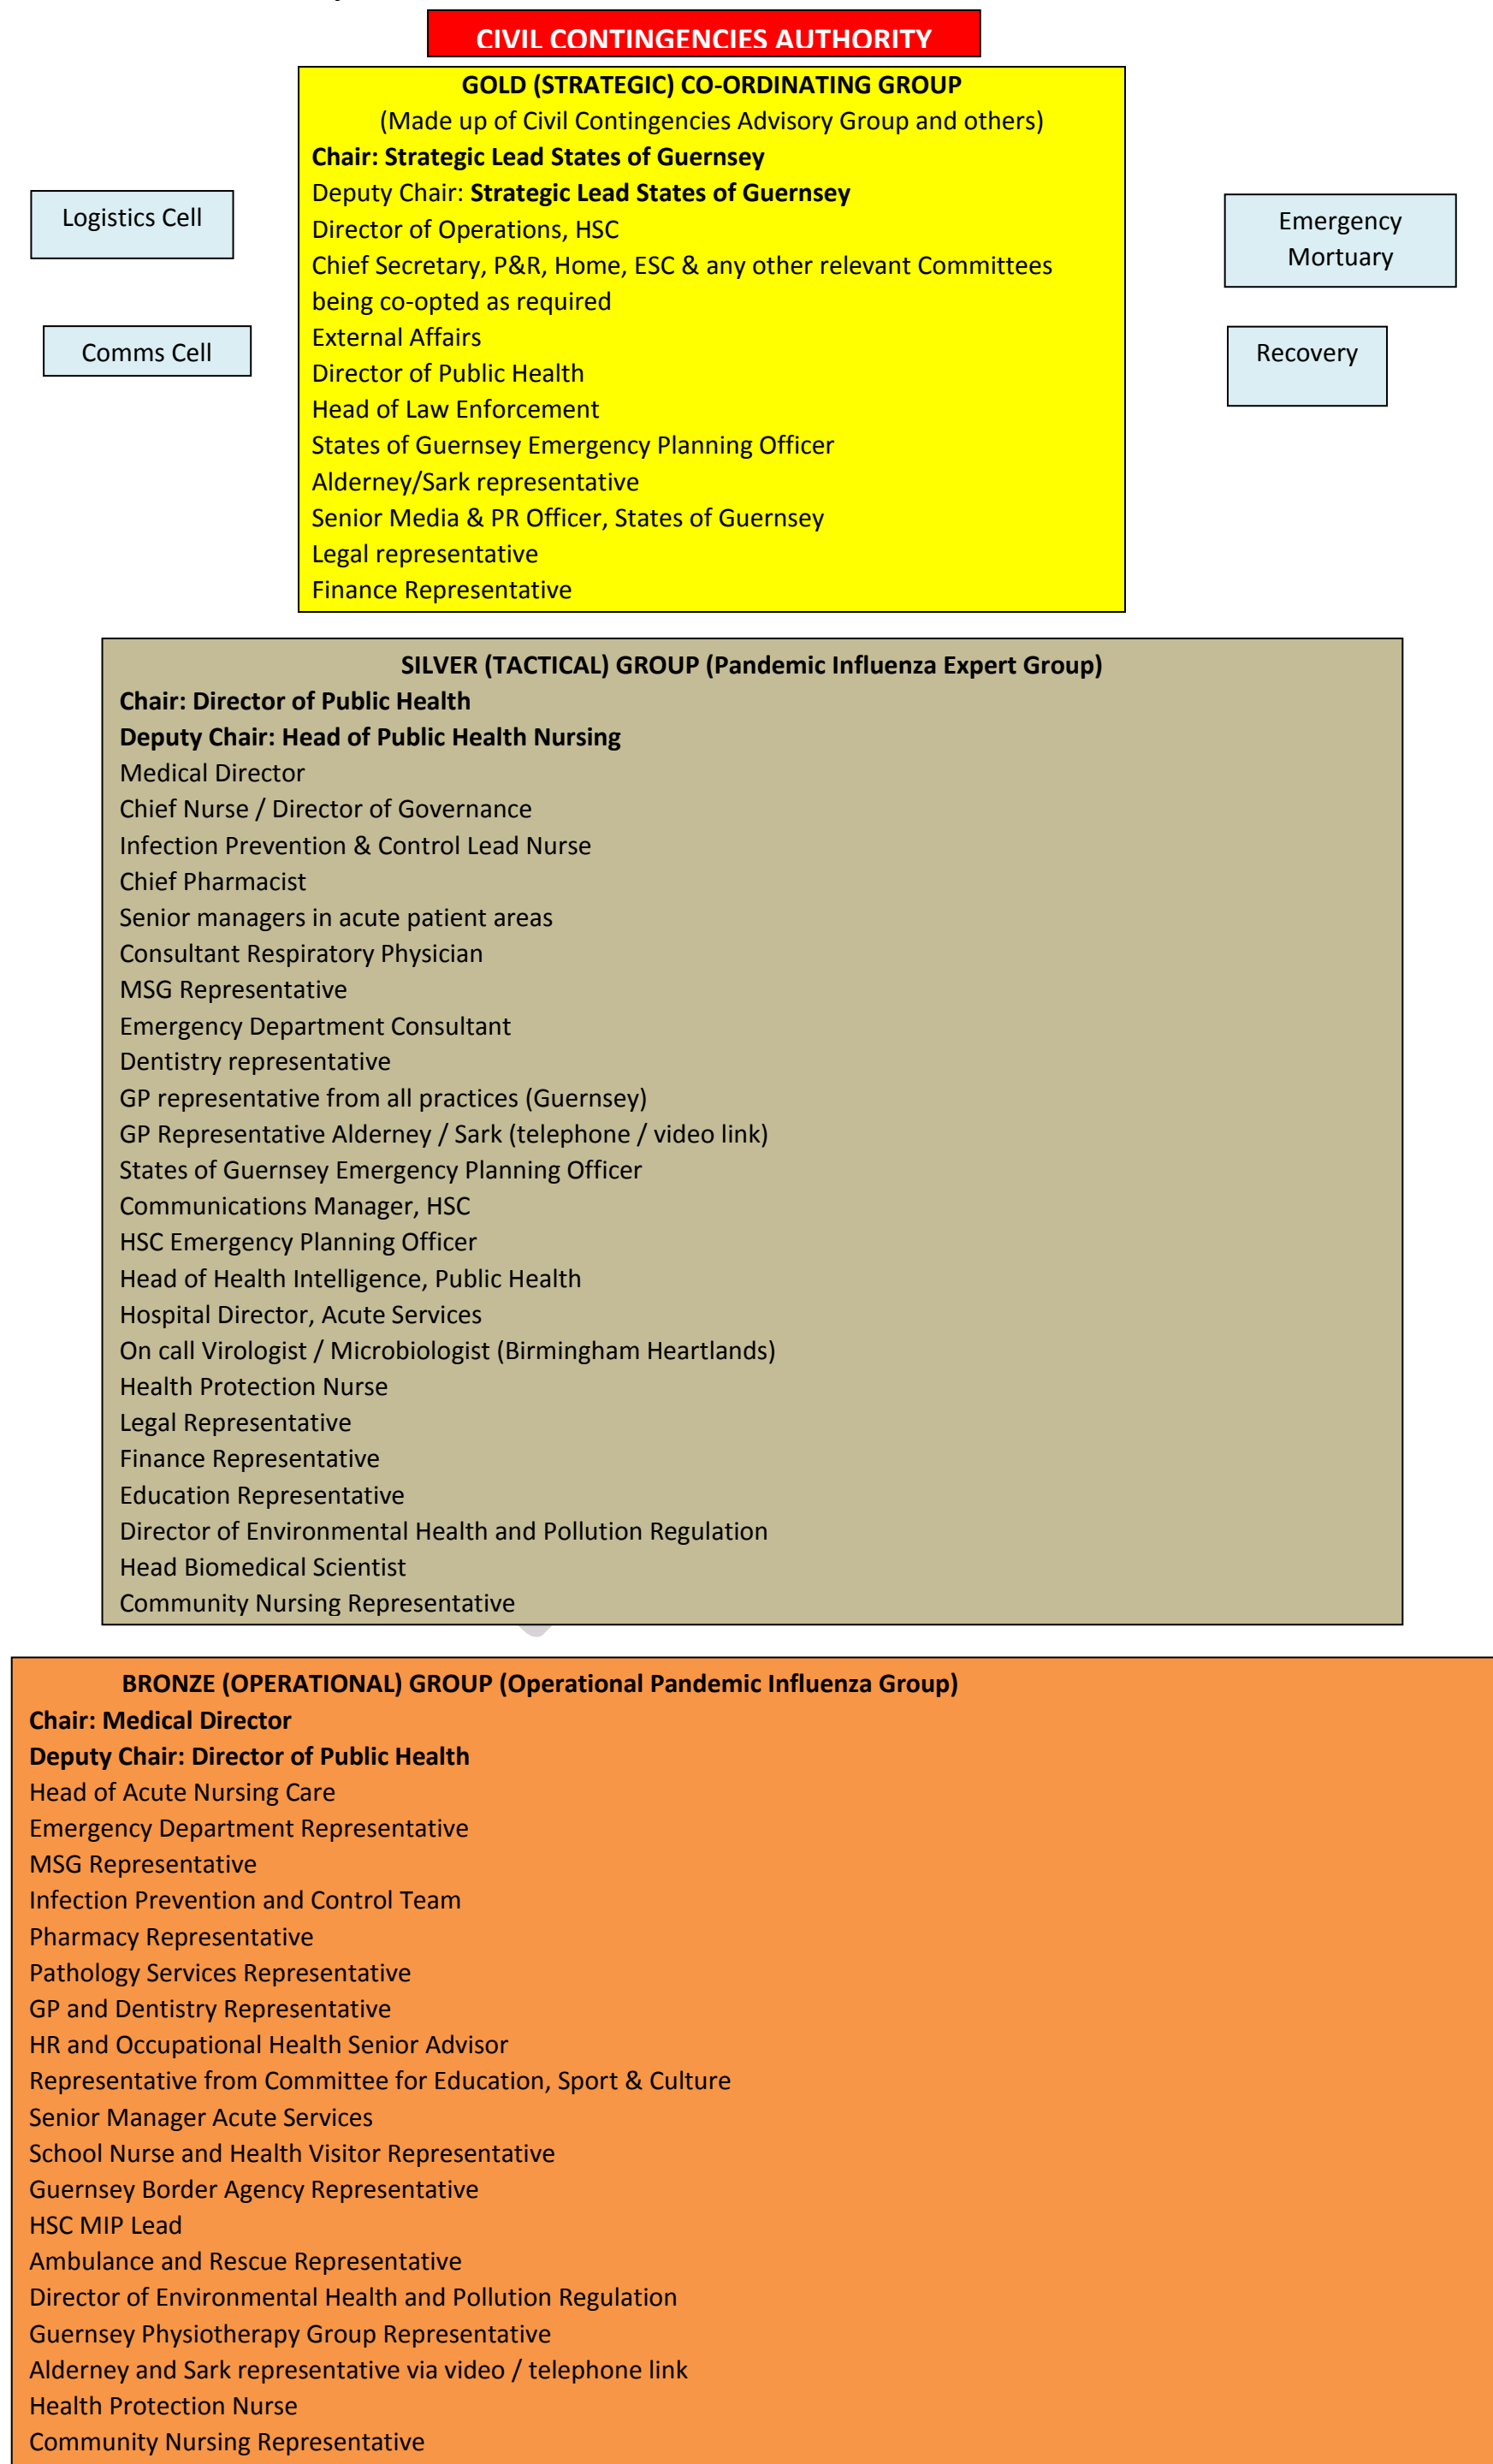 CIVIL CONTINGENCIES AUTHORITY
GOLD (STRATEGIC) CO-ORDINATING GROUP
(Made up of Civil Contingencies Advisory Group and others)
Chair: Strategic Lead States of Guernsey
Deputy Chair: Strategic Lead States of Guernsey
Director of Operations, HSC
Chief Secretary, P&R, Home, ESC & any other relevant Committees
being co-opted as required
External Affairs
Director of Public Health
Head of Law Enforcement
States of Guernsey Emergency Planning Officer
Alderney/Sark representative
Senior Media & PR Officer, States of Guernsey
Legal representative
Finance Representative
Logistics Cell
Comms Cell
Emergency
Mortuary
Recovery
SILVER (TACTICAL) GROUP (Pandemic Influenza Expert Group)
Chair: Director of Public Health
Deputy Chair: Head of Public Health Nursing
Medical Director
Chief Nurse / Director of Governance
Infection Prevention & Control Lead Nurse
Chief Pharmacist
Senior managers in acute patient areas
Consultant Respiratory Physician
MSG Representative
Emergency Department Consultant
Dentistry representative
GP representative from all practices (Guernsey)
GP Representative Alderney / Sark (telephone / video link)
States of Guernsey Emergency Planning Officer
Communications Manager, HSC
HSC Emergency Planning Officer
Head of Health Intelligence, Public Health
Hospital Director, Acute Services
On call Virologist / Microbiologist (Birmingham Heartlands)
Health Protection Nurse
Legal Representative
Finance Representative
Education Representative
Director of Environmental Health and Pollution Regulation
Head Biomedical Scientist
Community Nursing Representative
BRONZE (OPERATIONAL) GROUP (Operational Pandemic Influenza Group)
Chair: Medical Director
Deputy Chair: Director of Public Health
Head of Acute Nursing Care
Emergency Department Representative
MSG Representative
Infection Prevention and Control Team
Pharmacy Representative
Pathology Services Representative
GP and Dentistry Representative
HR and Occupational Health Senior Advisor
Representative from Committee for Education, Sport & Culture
Senior Manager Acute Services
School Nurse and Health Visitor Representative
Guernsey Border Agency Representative
HSC MIP Lead
Ambulance and Rescue Representative
Director of Environmental Health and Pollution Regulation
Guernsey Physiotherapy Group Representative
Alderney and Sark representative via video / telephone link
Health Protection Nurse
Community Nursing Representative